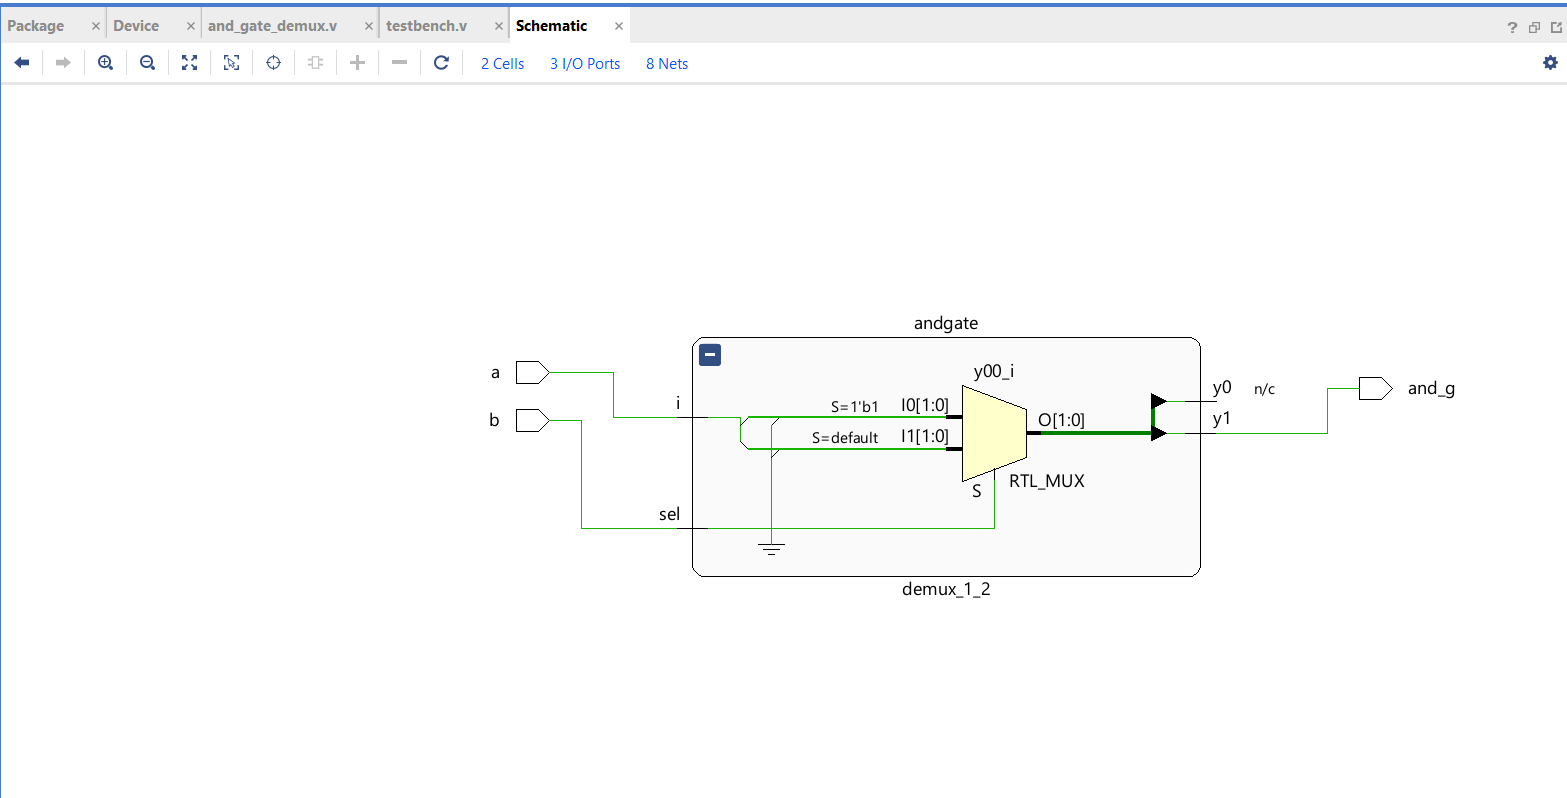 Package Device and_gate_demux.v testbench.v Schematic ?
2 Cells 3 I/O Ports 8 Nets
andgate
a
b
i
sel
S=1'b1
S=default
I0[1:0]
I1[1:0]
y00_i
S
RTL_MUX
O[1:0]
y0 n/c
y1
and_g
demux_1_2